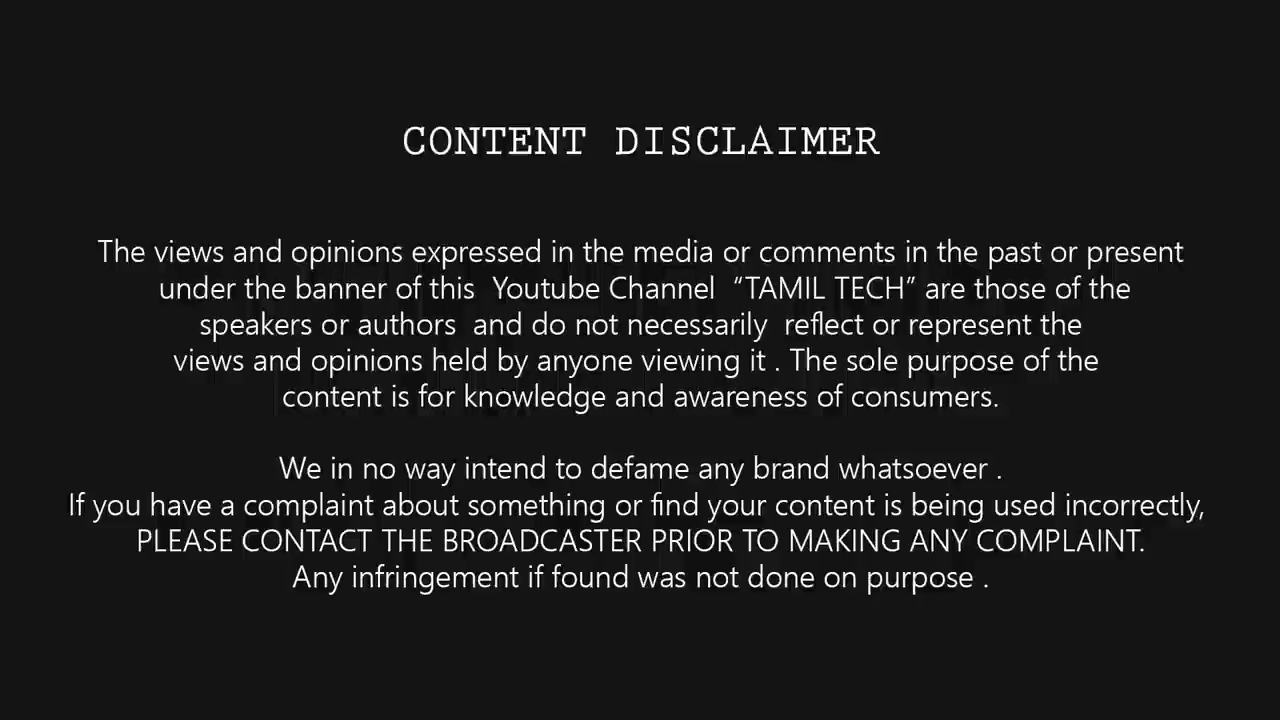 CONTENT DISCLAIMER
The views and opinions expressed in the media or comments in the past or present
under the banner of this Youtube Channel “TAMIL TECH” are those of the
speakers or authors and do not necessarily reflect or represent the
views and opinions held by anyone viewing it . The sole purpose of the
content is for knowledge and awareness of consumers.
We in no way intend to defame any brand whatsoever .
If you have a complaint about something or find your content is being used incorrectly,
PLEASE CONTACT THE BROADCASTER PRIOR TO MAKING ANY COMPLAINT.
Any infringement if found was not done on purpose .